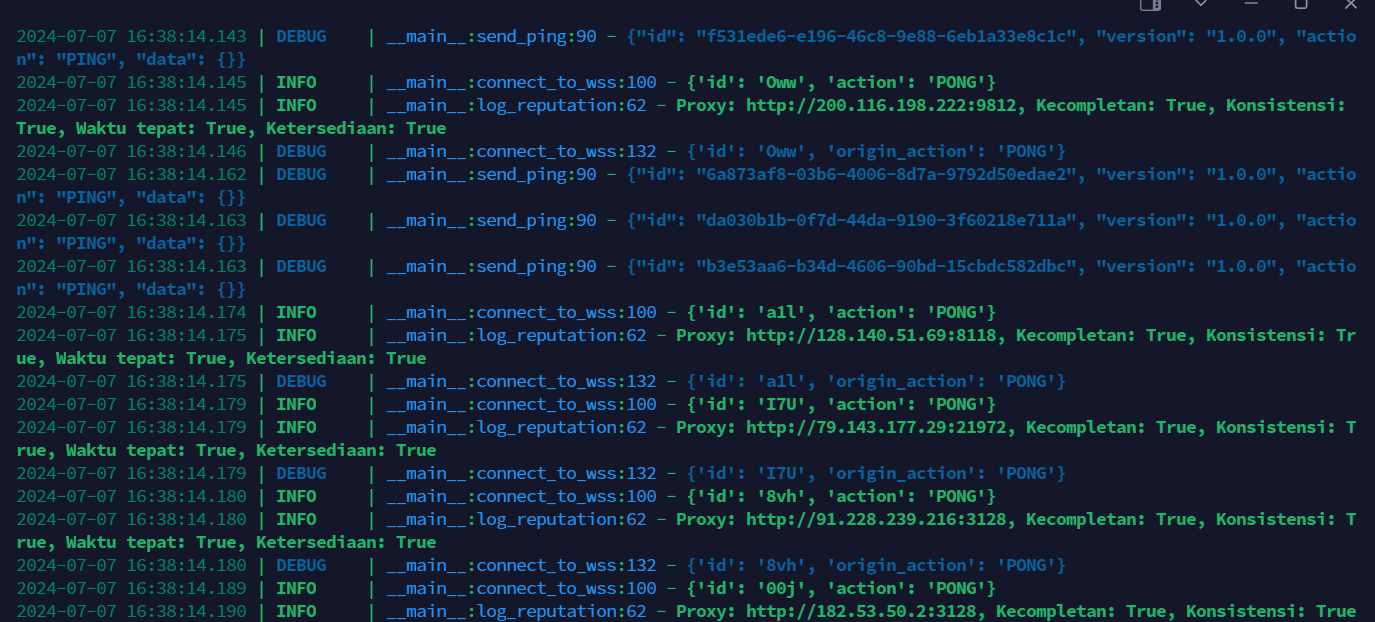 2024-07-07 16:38:14.143 | DEBUG    | __main__:send_ping:90 - {"id": "f531ede6-e196-46c8-9e88-6eb1a33e8c1c", "version": "1.0.0", "actio
n": "PING", "data": {}}
2024-07-07 16:38:14.145 | INFO     | __main__:connect_to_wss:100 - {'id': 'Oww', 'action': 'PONG'}
2024-07-07 16:38:14.145 | INFO     | __main__:log_reputation:62 - Proxy: http://200.116.198.222:9812, Kecompletan: True, Konsistensi:
True, Waktu tepat: True, Ketersediaan: True
2024-07-07 16:38:14.146 | DEBUG    | __main__:connect_to_wss:132 - {'id': 'Oww', 'origin_action': 'PONG'}
2024-07-07 16:38:14.162 | DEBUG    | __main__:send_ping:90 - {"id": "6a873af8-03b6-4006-8d7a-9792d50edae2", "version": "1.0.0", "actio
n": "PING", "data": {}}
2024-07-07 16:38:14.163 | DEBUG    | __main__:send_ping:90 - {"id": "da030b1b-0f7d-44da-9190-3f60218e711a", "version": "1.0.0", "actio
n": "PING", "data": {}}
2024-07-07 16:38:14.163 | DEBUG    | __main__:send_ping:90 - {"id": "b3e53aa6-b34d-4606-90bd-15cbdc582dbc", "version": "1.0.0", "actio
n": "PING", "data": {}}
2024-07-07 16:38:14.174 | INFO     | __main__:connect_to_wss:100 - {'id': 'a1l', 'action': 'PONG'}
2024-07-07 16:38:14.175 | INFO     | __main__:log_reputation:62 - Proxy: http://128.140.51.69:8118, Kecompletan: True, Konsistensi: Tr
ue, Waktu tepat: True, Ketersediaan: True
2024-07-07 16:38:14.175 | DEBUG    | __main__:connect_to_wss:132 - {'id': 'a1l', 'origin_action': 'PONG'}
2024-07-07 16:38:14.179 | INFO     | __main__:connect_to_wss:100 - {'id': 'I7U', 'action': 'PONG'}
2024-07-07 16:38:14.179 | INFO     | __main__:log_reputation:62 - Proxy: http://79.143.177.29:21972, Kecompletan: True, Konsistensi: T
rue, Waktu tepat: True, Ketersediaan: True
2024-07-07 16:38:14.179 | DEBUG    | __main__:connect_to_wss:132 - {'id': 'I7U', 'origin_action': 'PONG'}
2024-07-07 16:38:14.180 | INFO     | __main__:connect_to_wss:100 - {'id': '8vh', 'action': 'PONG'}
2024-07-07 16:38:14.180 | INFO     | __main__:log_reputation:62 - Proxy: http://91.228.239.216:3128, Kecompletan: True, Konsistensi: T
rue, Waktu tepat: True, Ketersediaan: True
2024-07-07 16:38:14.180 | DEBUG    | __main__:connect_to_wss:132 - {'id': '8vh', 'origin_action': 'PONG'}
2024-07-07 16:38:14.189 | INFO     | __main__:connect_to_wss:100 - {'id': '00j', 'action': 'PONG'}
2024-07-07 16:38:14.190 | INFO     | __main__:log_reputation:62 - Proxy: http://182.53.50.2:3128, Kecompletan: True, Konsistensi: True